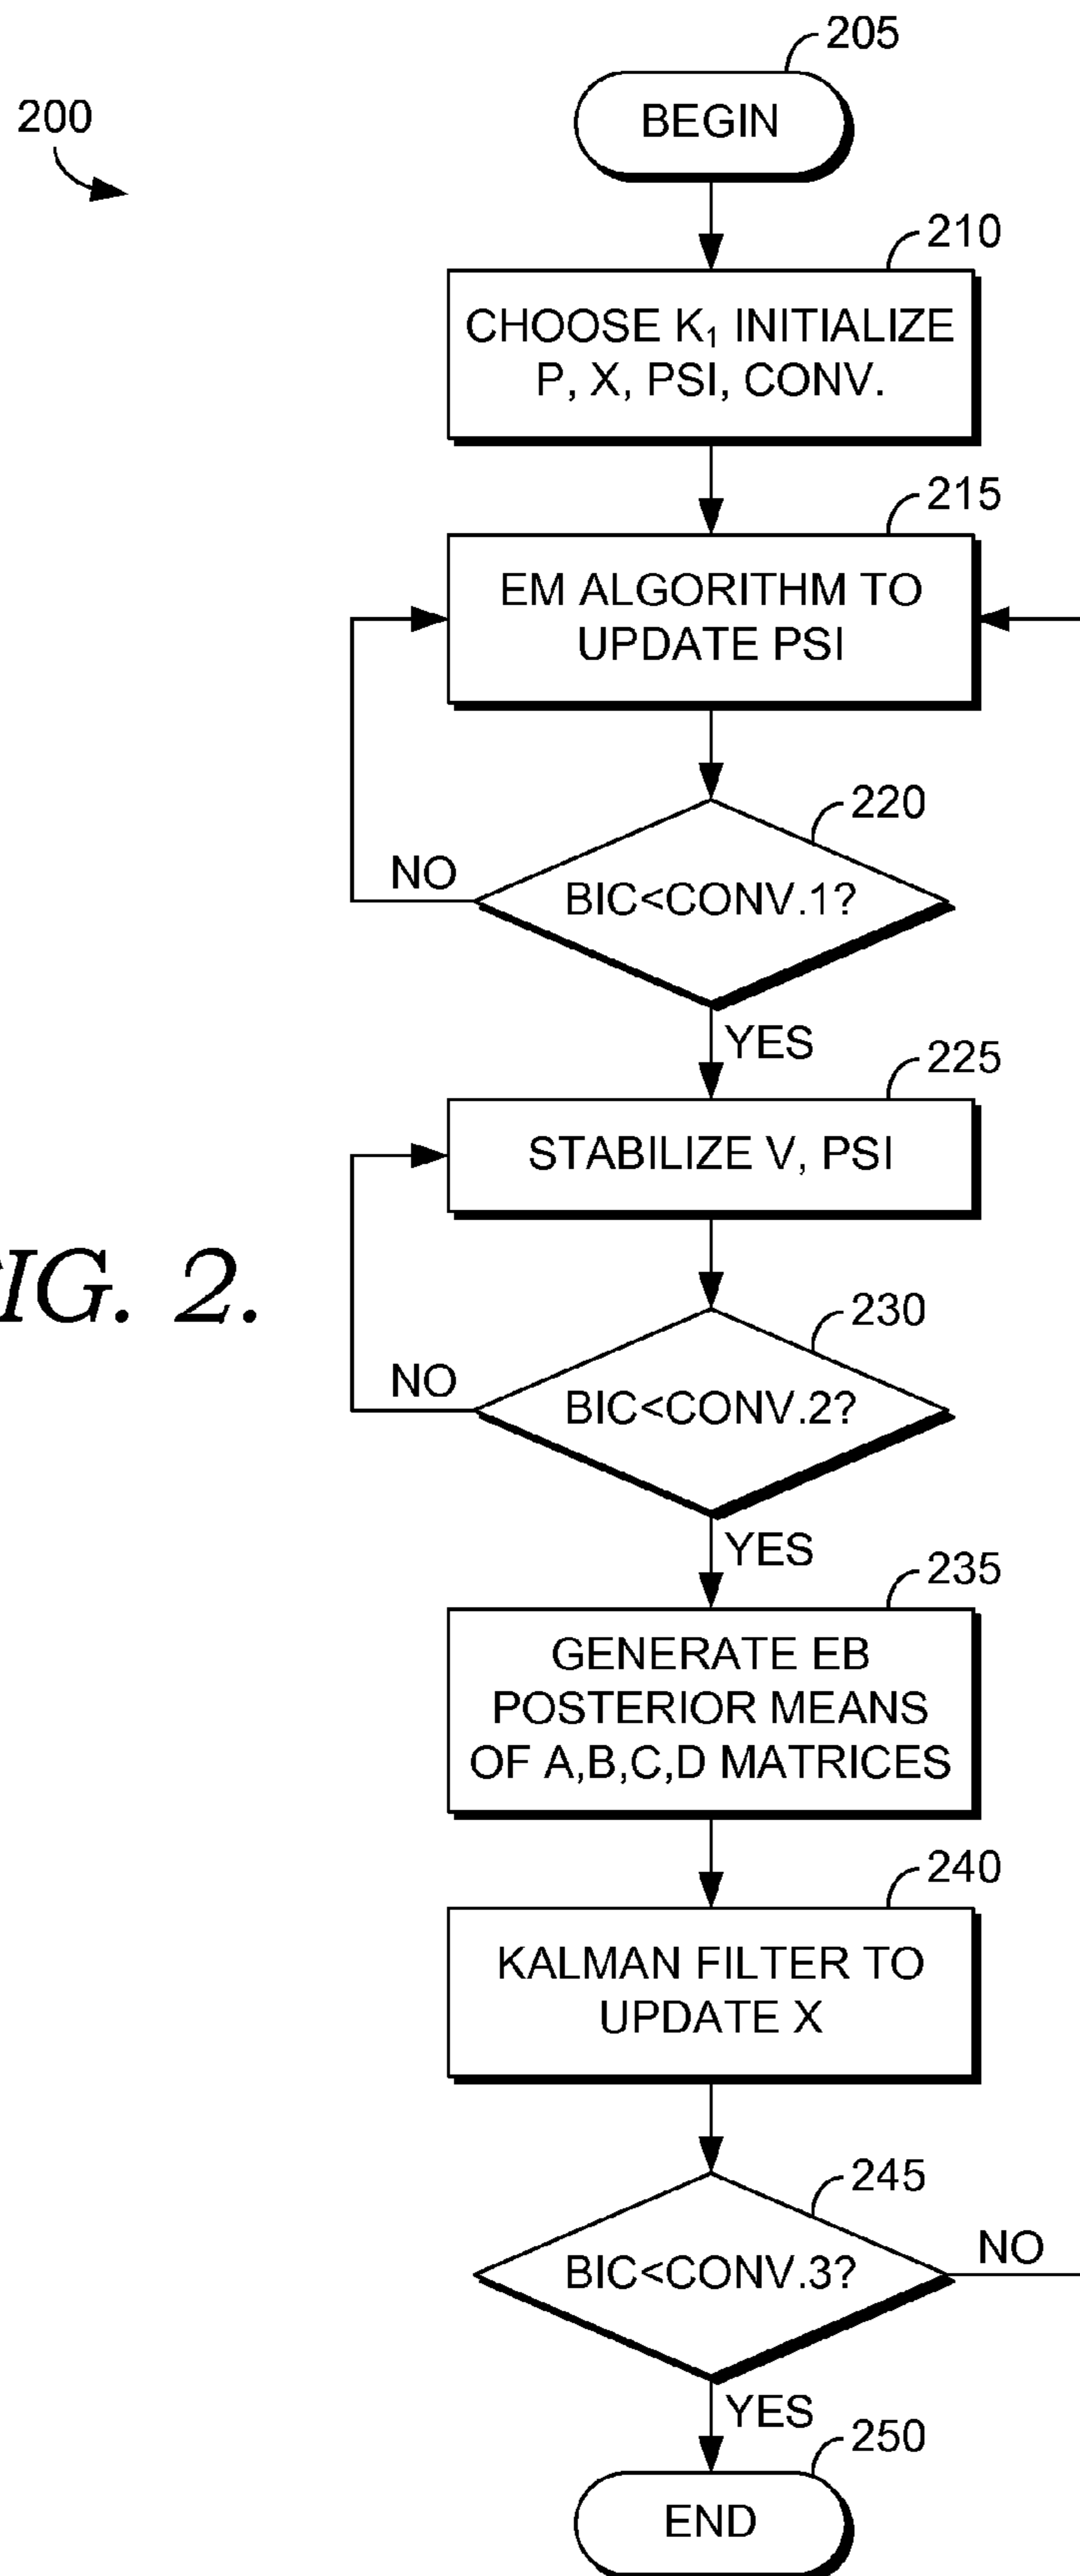 205
200
BEGIN
210
CHOOSE K₁ INITIALIZE
P, X, PSI, CONV.
215
EM ALGORITHM TO
UPDATE PSI
220
NO
BIC<CONV.1?
YES
225
STABILIZE V, PSI
IG. 2.
230
NO
BIC<CONV.2?
YES
235
GENERATE EB
POSTERIOR MEANS
OF A,B,C,D MATRICES
240
KALMAN FILTER TO
UPDATE X
245
NO
BIC<CONV.3?
YES
250
END